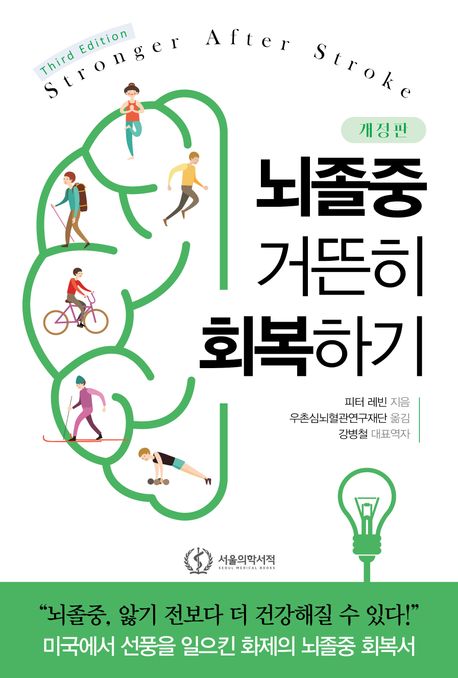 Third Edition
Stronger After Stroke
개정판
뇌졸중
거뜬히
회복하기
피터 레빈 지음
우촌심뇌혈관연구재단 옮김
강병철 대표역자
서울의학서적
SEOUL MEDICAL BOOKS
“뇌졸중, 앓기 전보다 더 건강해질 수 있다!”
미국에서 선풍을 일으킨 화제의 뇌졸중 회복서